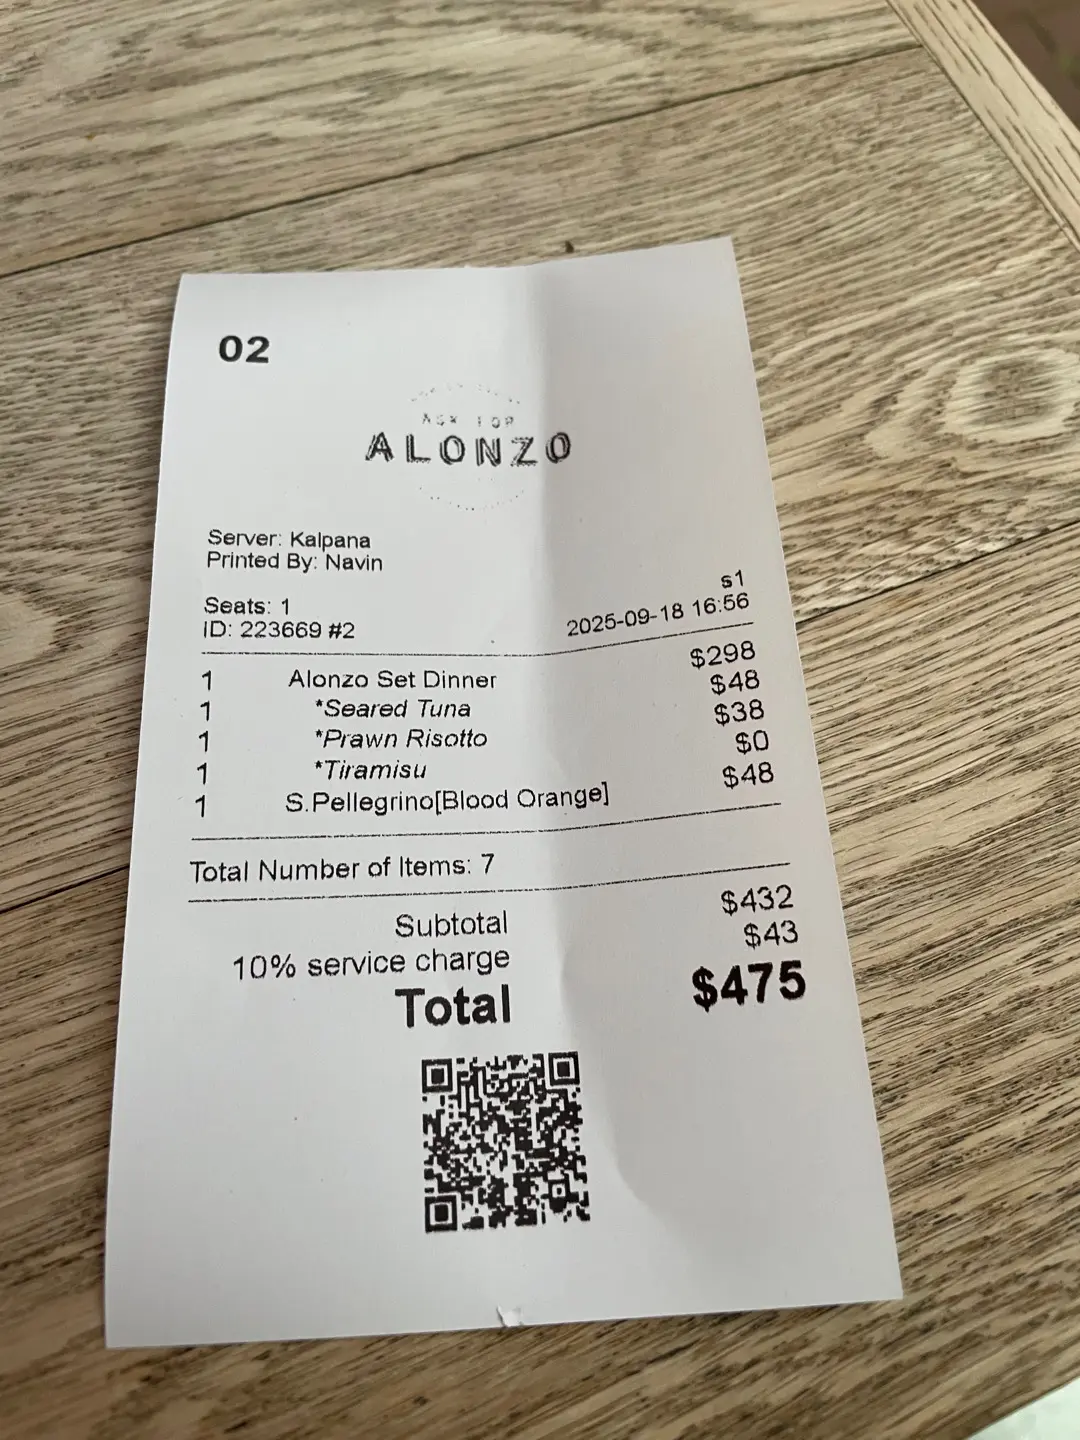 02
ASK FOR
ALONZO
Server: Kalpana
Printed By: Navin
s1
Seats: 1
ID: 223669 #2 2025-09-18 16:56
1 Alonzo Set Dinner $298
1 *Seared Tuna $48
1 *Prawn Risotto $38
1 *Tiramisu $0
1 S.Pellegrino[Blood Orange] $48
Total Number of Items: 7
Subtotal $432
10% service charge $43
Total $475